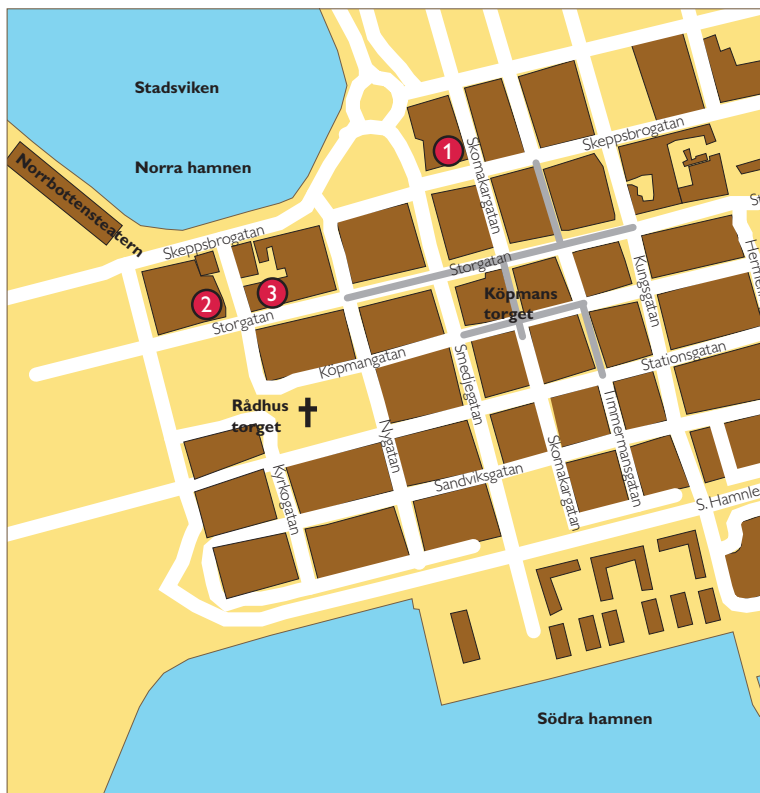 Stadsviken
Norra hamnen
Norrbottensteatern
1
Skomakargatan
Skeppsbrogatan
Skeppsbrogatan
Storgatan
Kungsgatan
2
3
Storgatan
Köpmans
torget
Köpmangatan
Smedjegatan
Stationsgatan
Rådhus
torget
Nygatan
Timmermansgatan
Kyrkogatan
Sandviksgatan
Skomakargatan
S. Hamnle
Södra hamnen